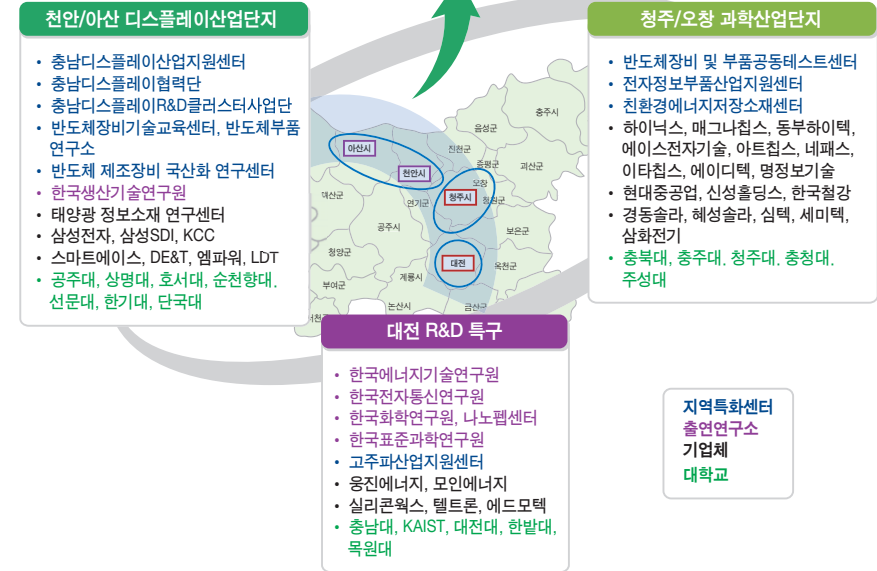 천안/아산 디스플레이산업단지
• 충남디스플레이산업지원센터
• 충남디스플레이협력단
• 충남디스플레이R&D클러스터사업단
• 반도체장비기술교육센터, 반도체부품
연구소
• 반도체 제조장비 국산화 연구센터
• 한국생산기술연구원
• 태양광 정보소재 연구센터
• 삼성전자, 삼성SDI, KCC
• 스마트에이스, DE&T, 엠파워, LDT
• 공주대, 상명대, 호서대, 순천향대,
선문대, 한기대, 단국대
청주/오창 과학산업단지
• 반도체장비 및 부품공동테스트센터
• 전자정보부품산업지원센터
• 친환경에너지저장소재센터
• 하이닉스, 매그나칩스, 동부하이텍,
에이스전자기술, 아트칩스, 네패스,
이타칩스, 에이디텍, 명정보기술
• 현대중공업, 신성홀딩스, 한국철강
• 경동솔라, 혜성솔라, 심텍, 세미텍,
삼화전기
• 충북대, 충주대, 청주대, 충청대,
주성대
충주시
음성군
아산시
진천군
천안시
증평군
괴산군
오창
청주시
청원군
예산군
연기군
공주시
보은군
청양군
대전
옥천군
계룡시
부여군
논산시
금산군
서천군
대전 R&D 특구
• 한국에너지기술연구원
• 한국전자통신연구원
• 한국화학연구원, 나노펩센터
• 한국표준과학연구원
• 고주파산업지원센터
• 웅진에너지, 모인에너지
• 실리콘웍스, 텔트론, 에드모텍
• 충남대, KAIST, 대전대, 한밭대,
목원대
지역특화센터
출연연구소
기업체
대학교